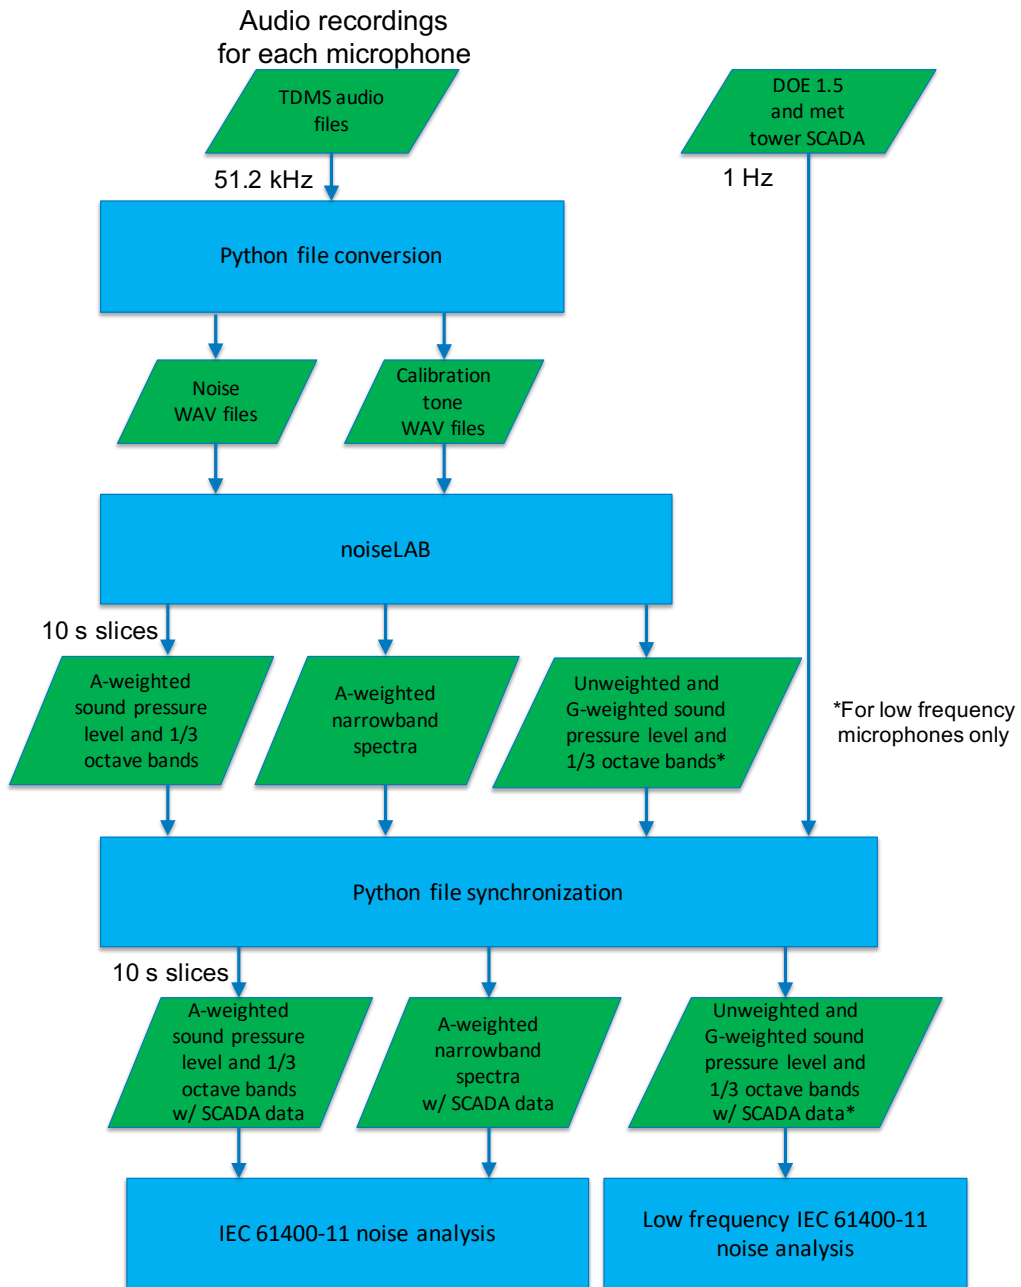 Audio recordings
for each microphone
TDMS audio
files
DOE 1.5
and met
tower SCADA
51.2 kHz
1 Hz
Python file conversion
Noise
WAV files
Calibration
tone
WAV files
noiseLAB
10 s slices
A-weighted
sound pressure
level and 1/3
octave bands
A-weighted
narrowband
spectra
Unweighted and
G-weighted sound
pressure level and
1/3 octave bands*
*For low frequency
microphones only
Python file synchronization
10 s slices
A-weighted
sound pressure
level and 1/3
octave bands
w/ SCADA data
A-weighted
narrowband
spectra
w/ SCADA data
Unweighted and
G-weighted sound
pressure level and
1/3 octave bands
w/ SCADA data*
IEC 61400-11 noise analysis
Low frequency IEC 61400-11
noise analysis